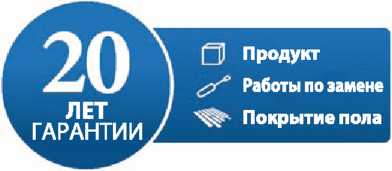 20
ЛЕТ
ГАРАНТИИ
Продукт
Работы по замене
Покрытие пола